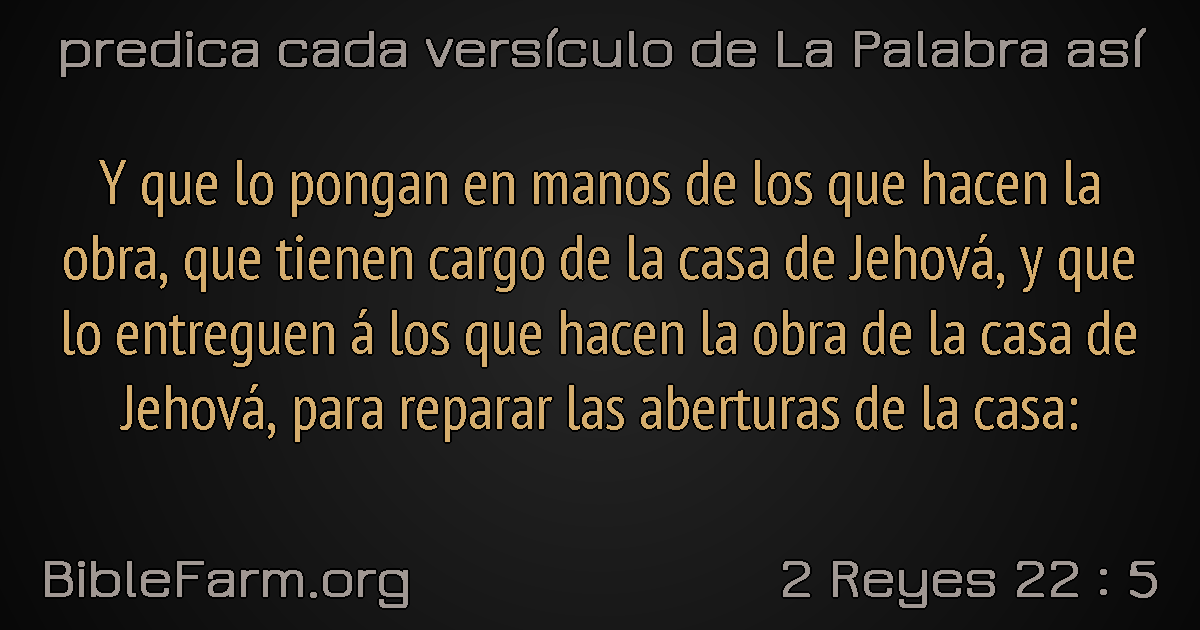 predica cada versículo de La Palabra así
Y que lo pongan en manos de los que hacen la
obra, que tienen cargo de la casa de Jehová, y que
lo entreguen á los que hacen la obra de la casa de
Jehová, para reparar las aberturas de la casa:
BibleFarm.org
2 Reyes 22 : 5